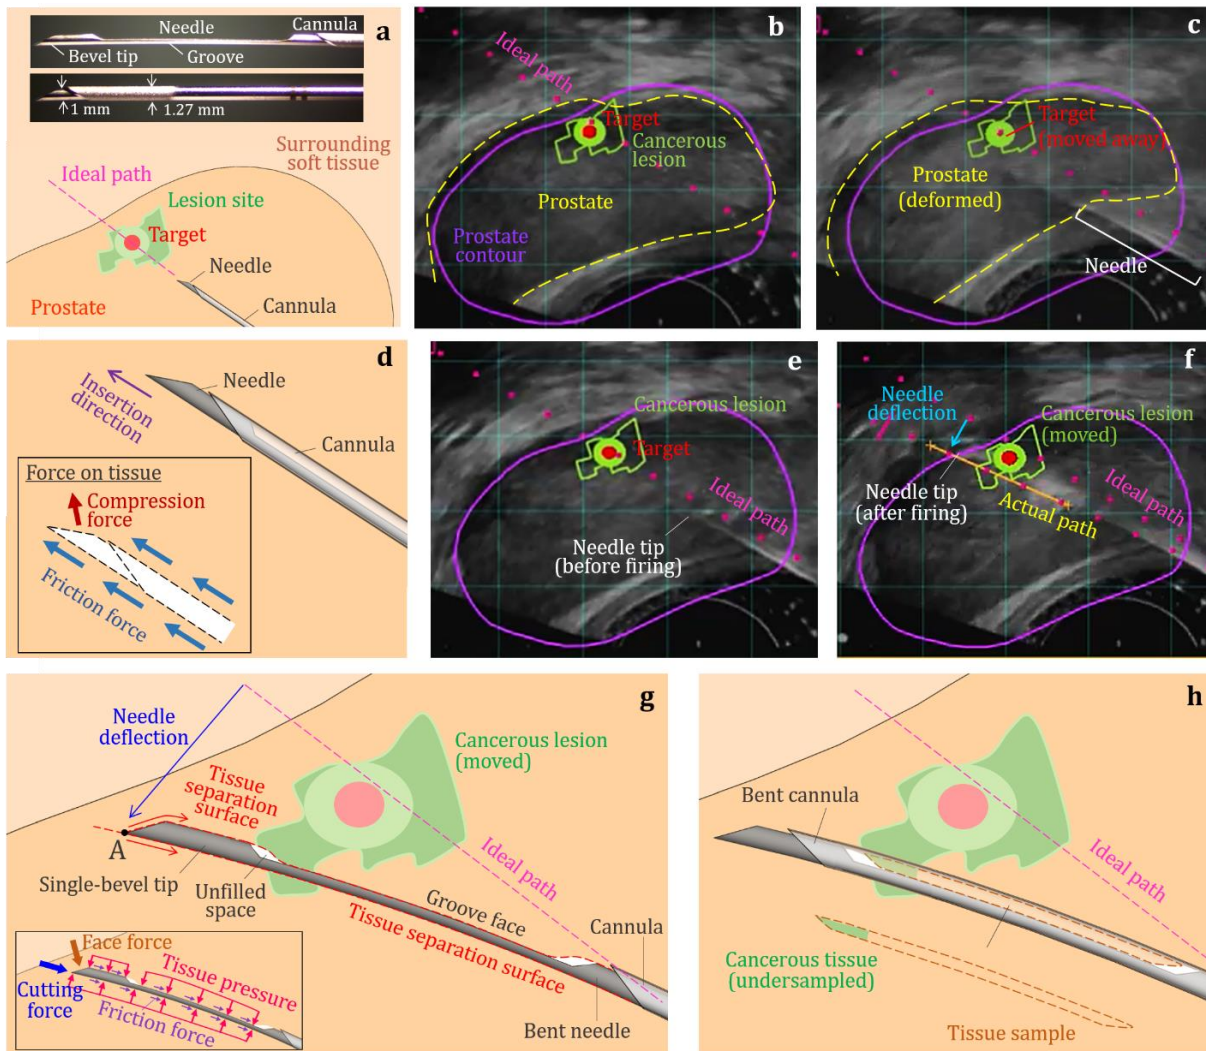 a
Needle
Cannula
Bevel tip
Groove
1 mm
1.27 mm
Surrounding
soft tissue
Ideal path
Lesion site
Target
Needle
Cannula
Prostate
b
Ideal path
Target
Cancerous
lesion
Prostate
Prostate
contour
c
Target
(moved away)
Prostate
(deformed)
Needle
d
Needle
Insertion
direction
Cannula
Force on tissue
Compression
force
Friction force
e
Cancerous lesion
Target
Ideal path
Needle tip
(before firing)
f
Needle
deflection
Cancerous lesion
(moved)
Needle tip
(after firing)
Ideal path
Actual path
g
Needle
deflection
Cancerous lesion
(moved)
Tissue
separation
surface
A
Single-bevel tip
Unfilled
space
Ideal path
Groove face
Tissue separation surface
Cannula
Bent needle
Face force
Cutting
force
Tissue pressure
Friction force
h
Bent cannula
Ideal path
Cancerous tissue
(undersampled)
Tissue sample